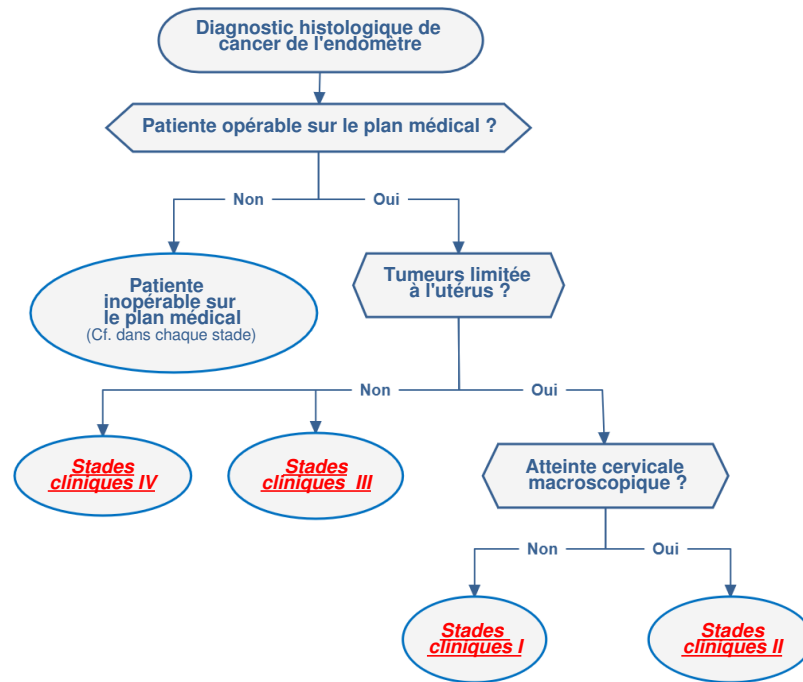 Diagnostic histologique de
cancer de l'endomètre
Patiente opérable sur le plan médical ?
Non
Oui
Patiente
inopérable sur
le plan médical
(Cf. dans chaque stade)
Tumeurs limitée
à l'utérus ?
Non
Oui
Stades
cliniques IV
Stades
cliniques III
Atteinte cervicale
macroscopique ?
Non
Oui
Stades
cliniques I
Stades
cliniques II